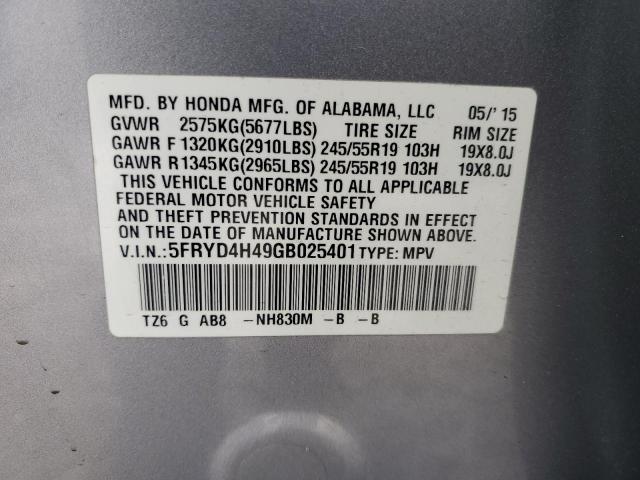 MFD. BY HONDA MFG. OF ALABAMA, LLC 05/'15
GVWR 2575KG(5677LBS) TIRE SIZE RIM SIZE
GAWR F 1320KG(2910LBS) 245/55R19 103H 19X8.0J
GAWR R1345KG(2965LBS) 245/55R19 103H 19X8.0J
THIS VEHICLE CONFORMS TO ALL APPLICABLE
FEDERAL MOTOR VEHICLE SAFETY
AND THEFT PREVENTION STANDARDS IN EFFECT
ON THE DATE OF MANUFACTURE SHOWN ABOVE.
V.I.N.: 5FRYD4H49GB025401 TYPE: MPV
TZ6 G AB8 -NH830M -B -B